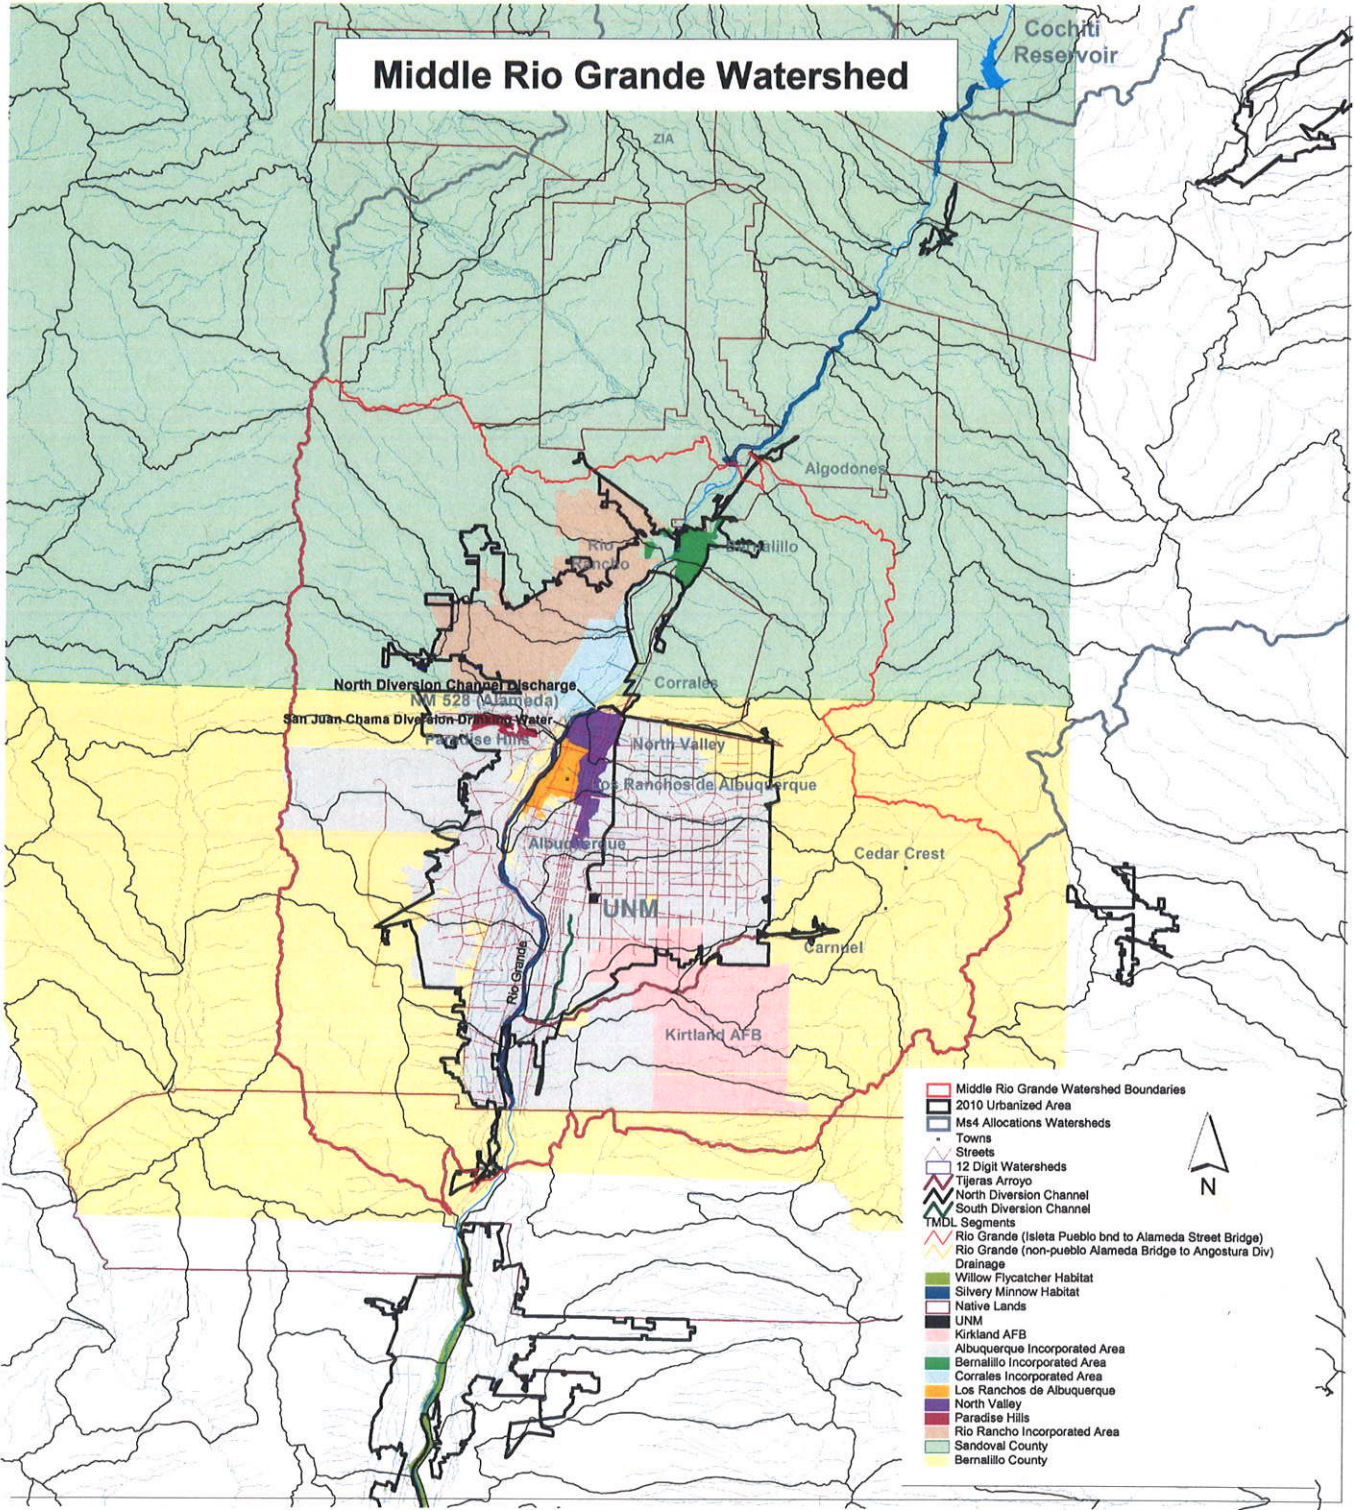 Cochiti
Reservoir
Middle Rio Grande Watershed
ZIA
Algodones
Rio
Rancho
Bernalillo
Corrales
North Diversion Channel Discharge
NM 528 (Alameda)
San Juan Chama Diversion Drinking Water
Paradise Hills
North Valley
Los Ranchos de Albuquerque
Albuquerque
Cedar Crest
UNM
Carnuel
Rio Grande
Kirtland AFB
Middle Rio Grande Watershed Boundaries
2010 Urbanized Area
Ms4 Allocations Watersheds
Towns
Streets
12 Digit Watersheds
Tijeras Arroyo
North Diversion Channel
South Diversion Channel
TMDL Segments
Rio Grande (Isleta Pueblo bnd to Alameda Street Bridge)
Rio Grande (non-pueblo Alameda Bridge to Angostura Div)
Drainage
Willow Flycatcher Habitat
Silvery Minnow Habitat
Native Lands
UNM
Kirkland AFB
Albuquerque Incorporated Area
Bernalillo Incorporated Area
Corrales Incorporated Area
Los Ranchos de Albuquerque
North Valley
Paradise Hills
Rio Rancho Incorporated Area
Sandoval County
Bernalillo County
N